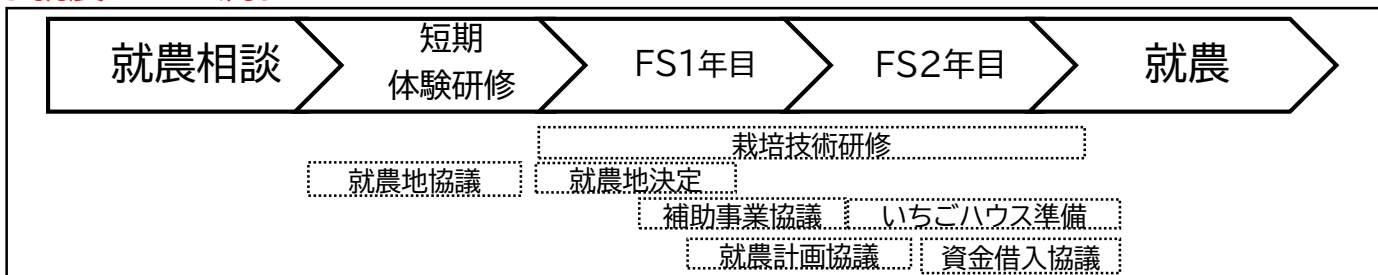 就農相談
短期
体験研修
FS1年目
FS2年目
就農
栽培技術研修
就農地協議
就農地決定
補助事業協議
いちごハウス準備
就農計画協議
資金借入協議